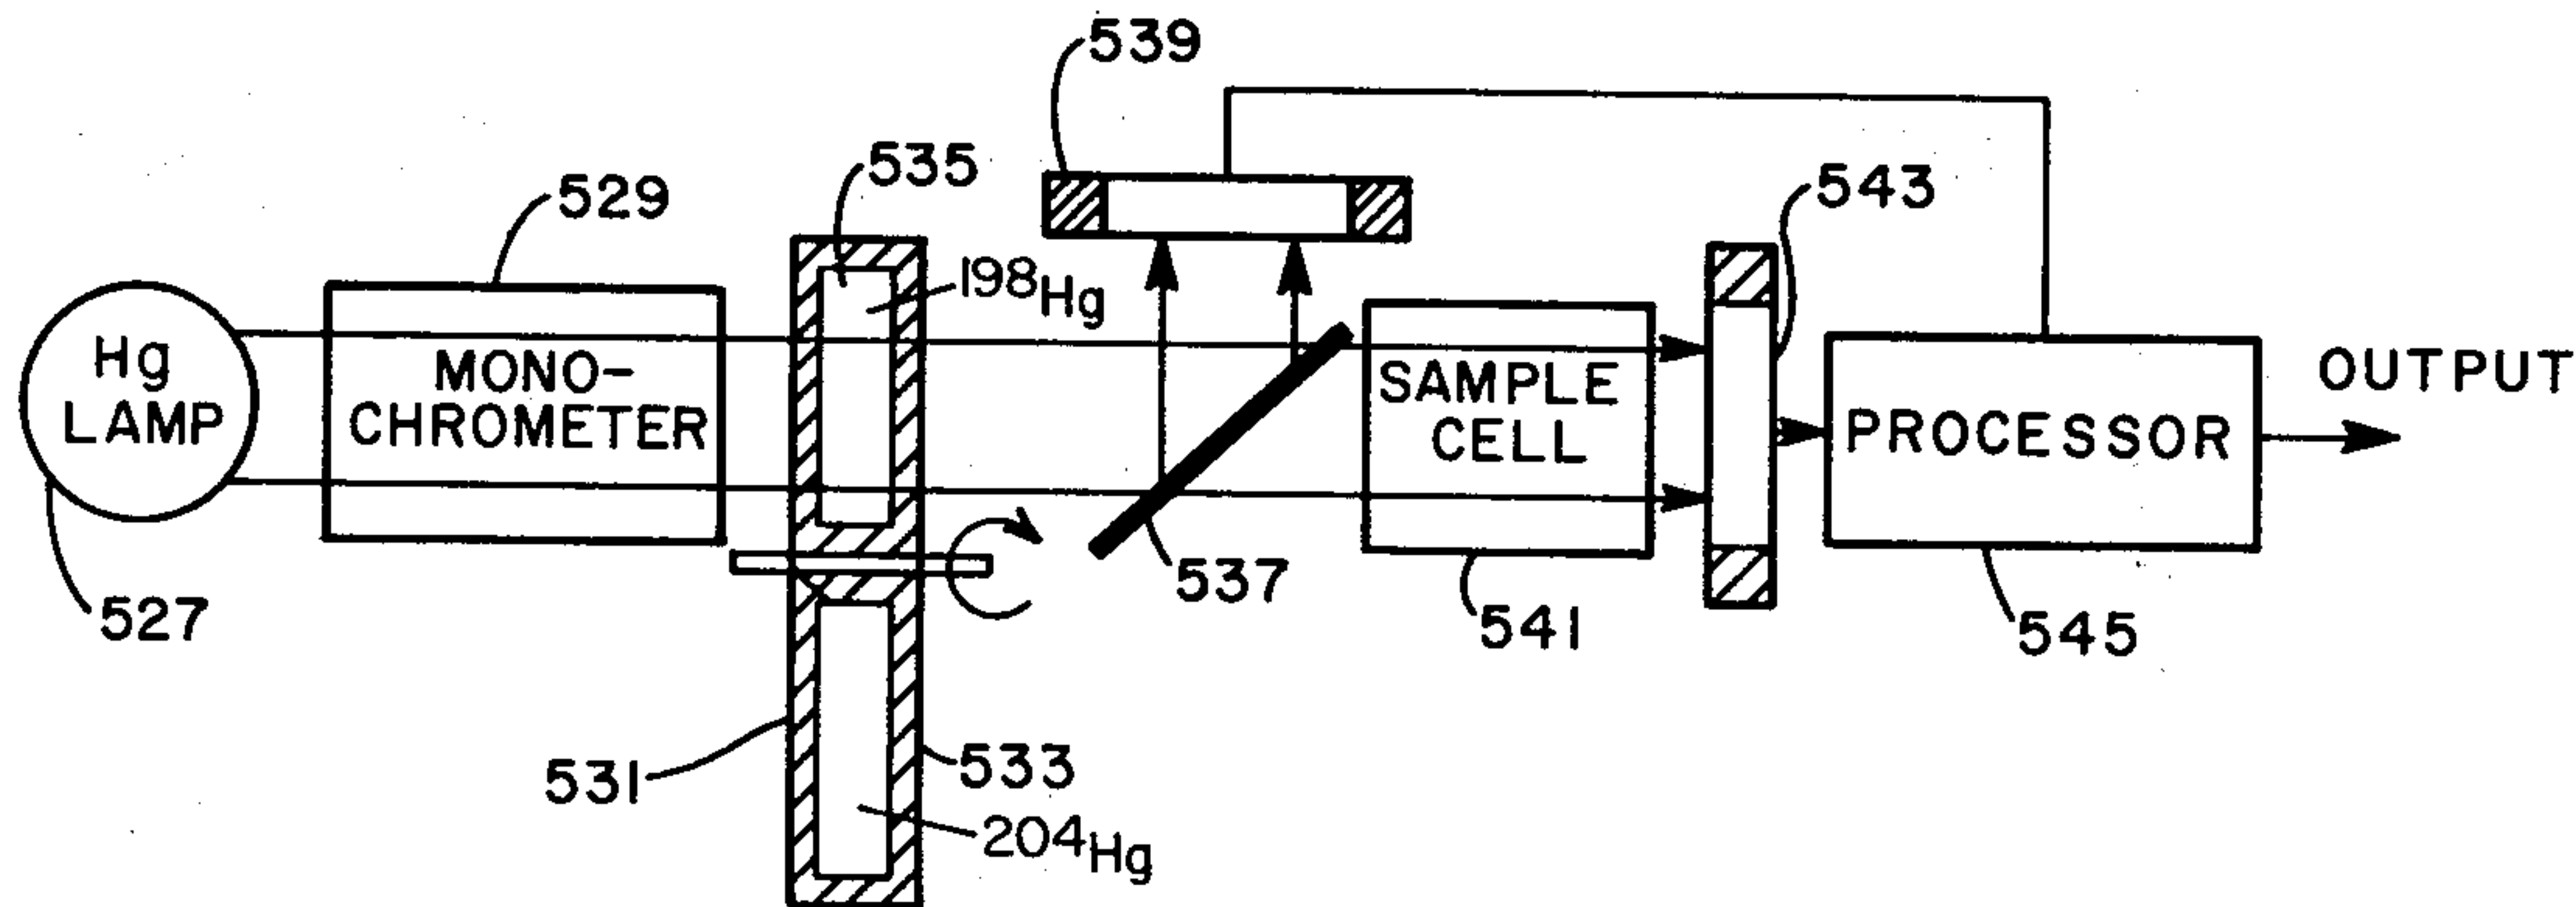 539
535
529
543
198Hg
Hg
LAMP
MONO-
CHROMETER
SAMPLE
CELL
PROCESSOR
OUTPUT
527
537
541
545
531
533
204Hg